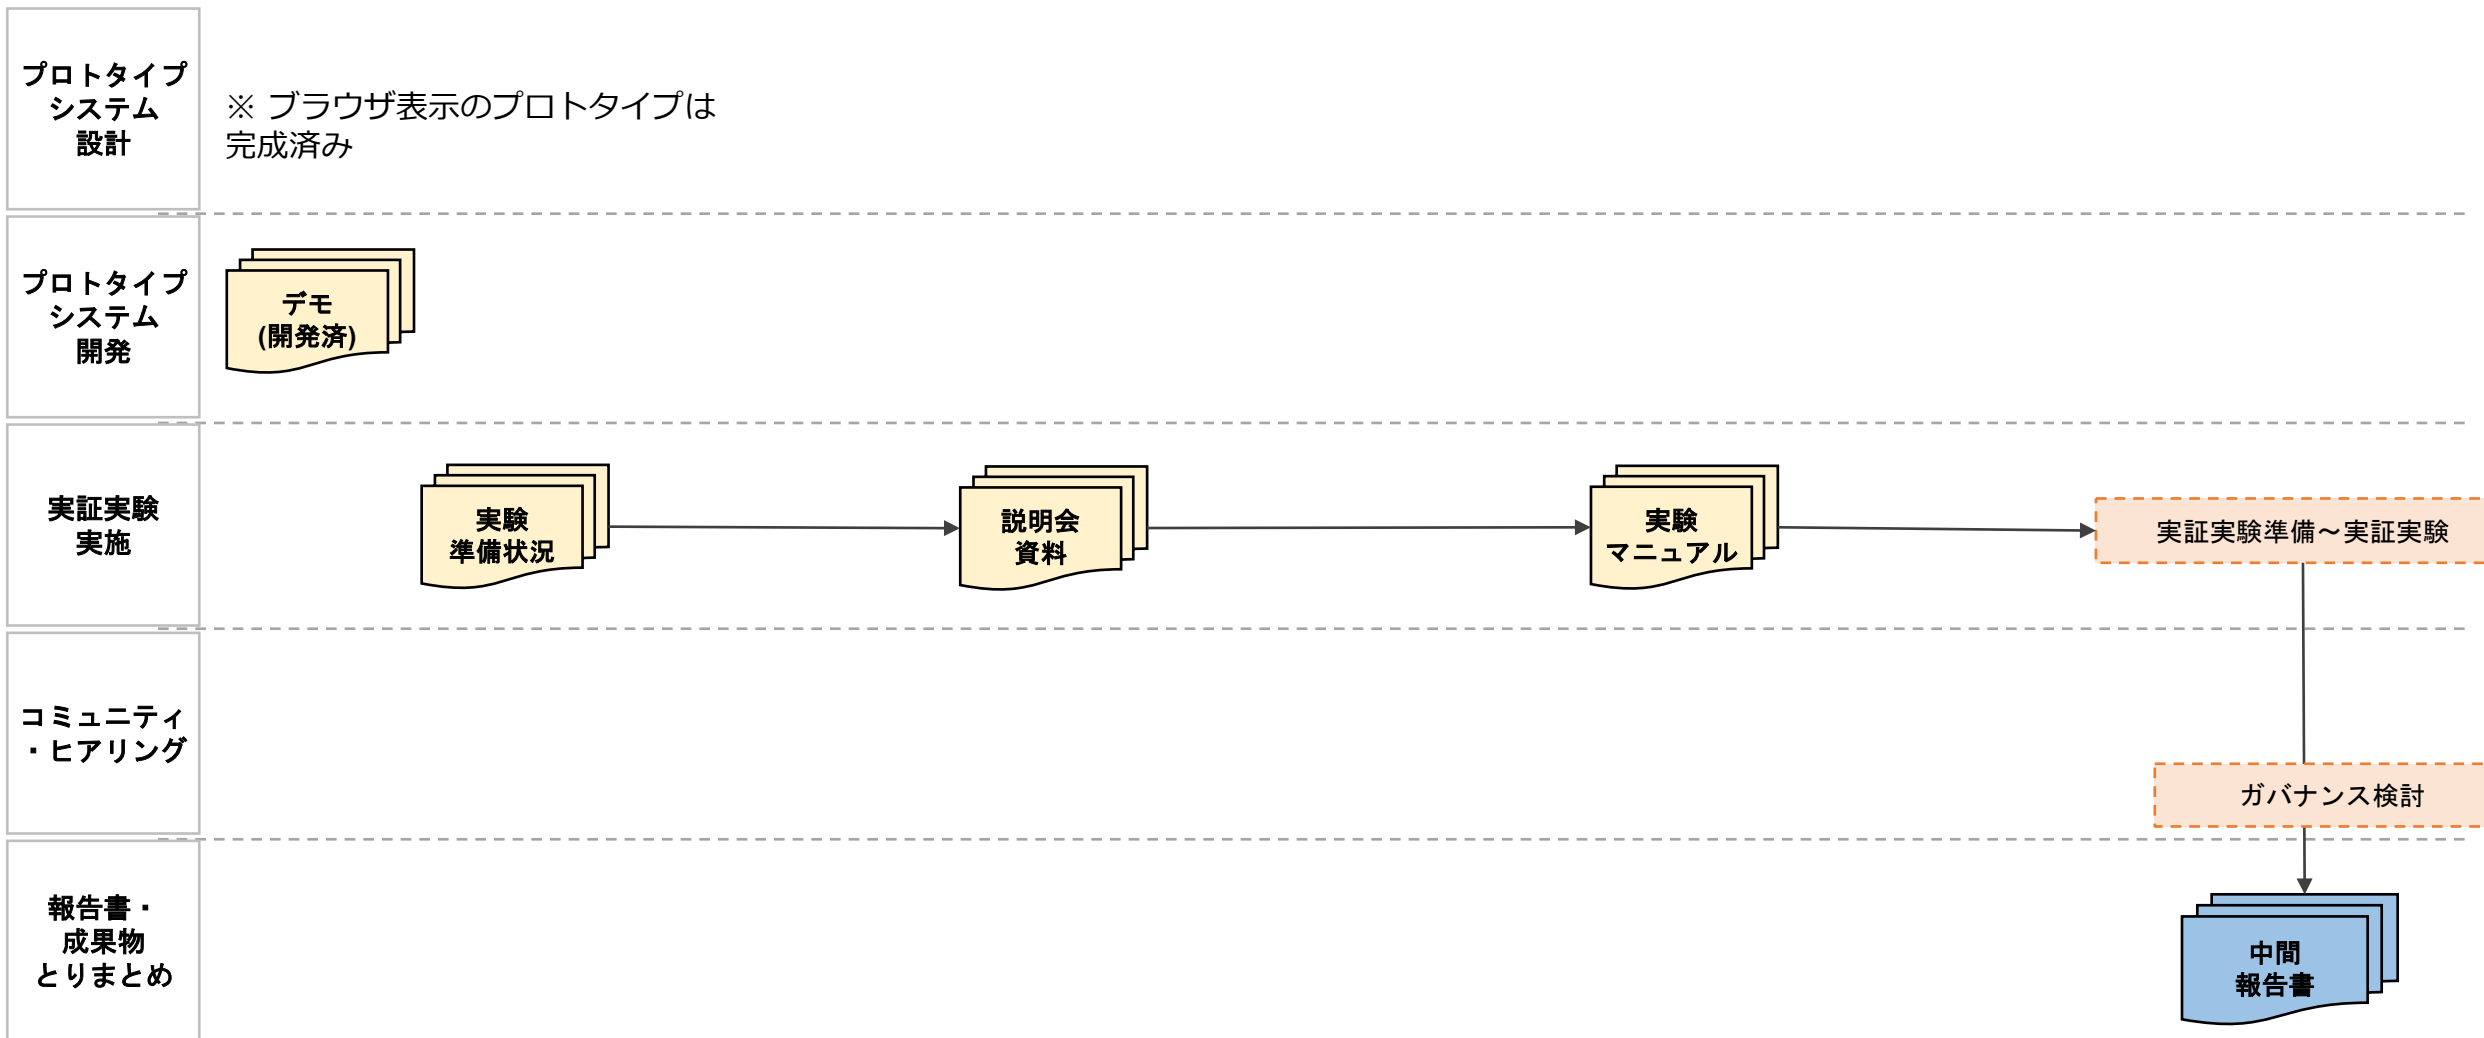 プロトタイプ
システム
設計
※ ブラウザ表示のプロトタイプは
完成済み
プロトタイプ
システム
開発
デモ
(開発済)
実証実験
実施
実験
準備状況
説明会
資料
実験
マニュアル
実証実験準備～実証実験
コミュニティ
・ヒアリング
ガバナンス検討
報告書・
成果物
とりまとめ
中間
報告書